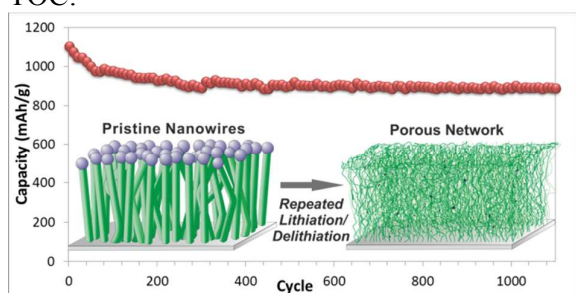 TOC:
1200
1000
800
600
400
200
0
Capacity (mAh/g)
Pristine Nanowires
Porous Network
Repeated
Lithiation/
Delithiation
0 200 400 600 800 1000
Cycle